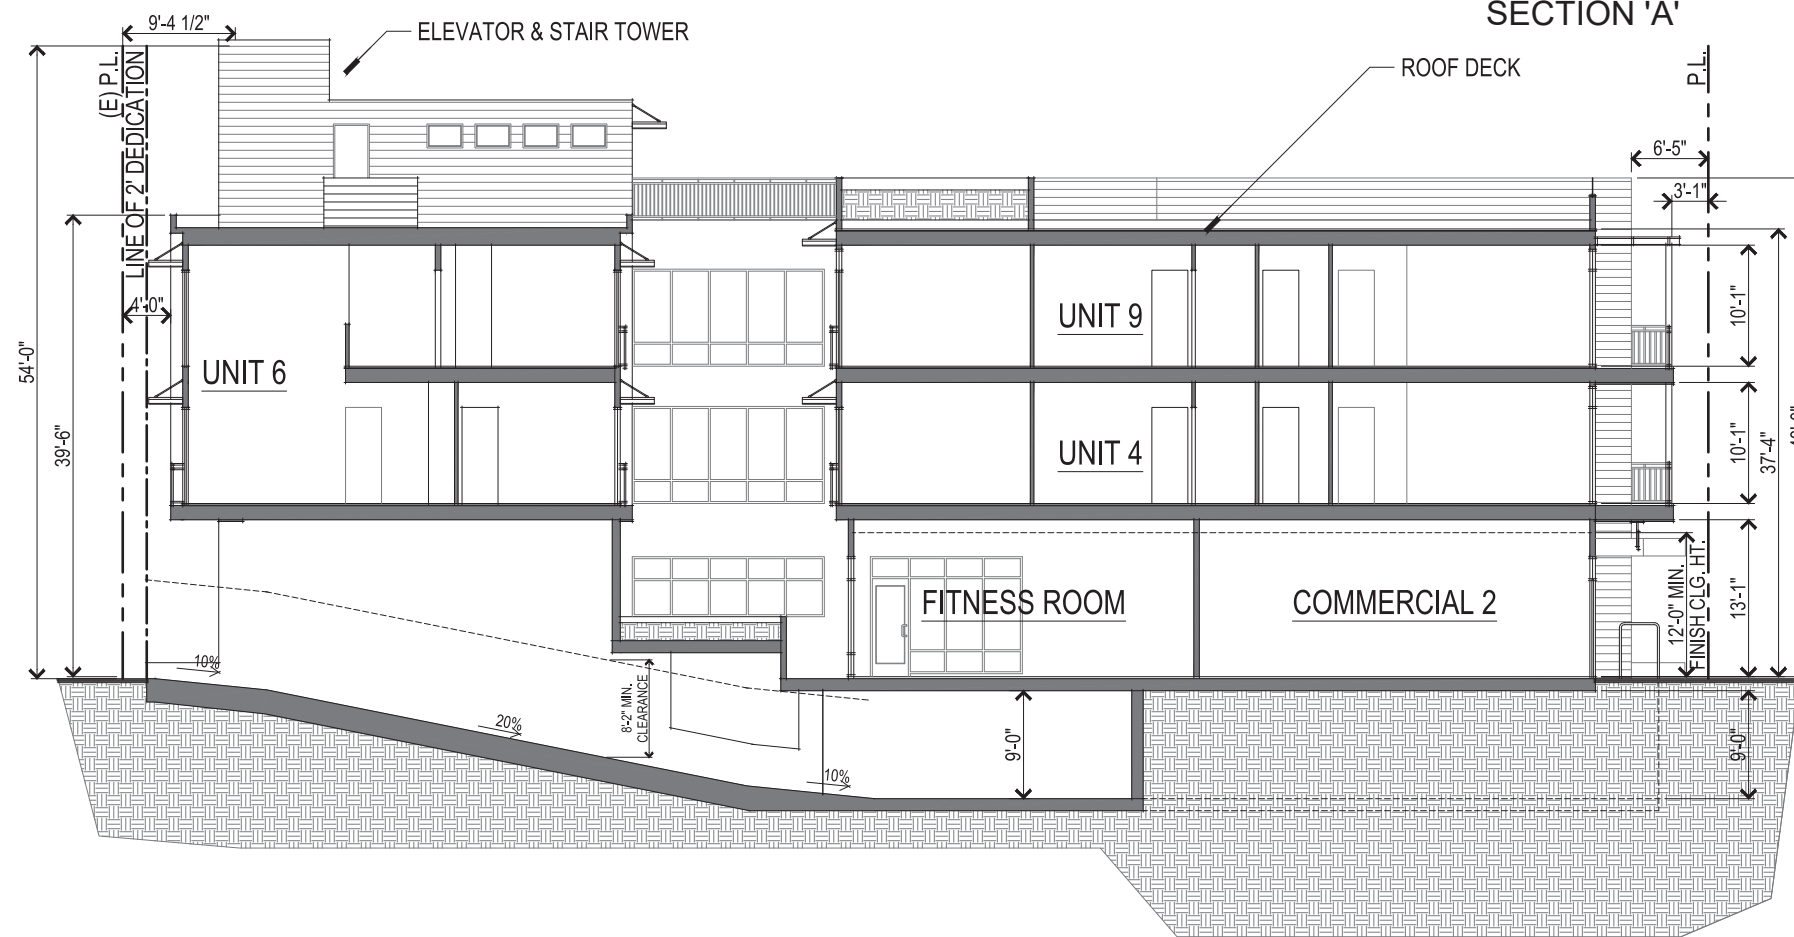 SECTION 'A'
9'-4 1/2"
ELEVATOR & STAIR TOWER
ROOF DECK
(E) P.L.
LINE OF 2' DEDICATION
P.L.
6'-5"
3'-1"
4'-0"
54'-0"
39'-6"
UNIT 6
UNIT 9
10'-1"
UNIT 4
10'-1"
37'-4"
FITNESS ROOM
COMMERCIAL 2
12'-0" MIN.
FINISH CLG. HT.
13'-1"
10%
20%
8'-2" MIN.
CLEARANCE
10%
9'-0"
9'-0"